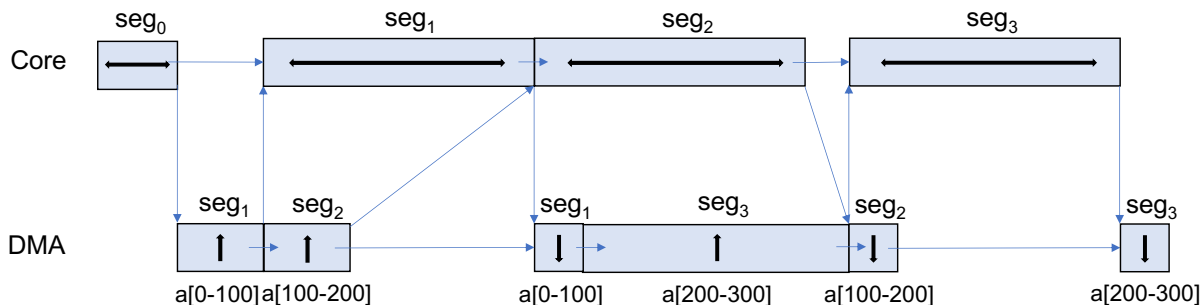 seg₀ seg₁ seg₂ seg₃
Core
seg₁ seg₂ seg₁ seg₃ seg₂ seg₃
DMA
a[0-100] a[100-200] a[0-100] a[200-300] a[100-200] a[200-300]